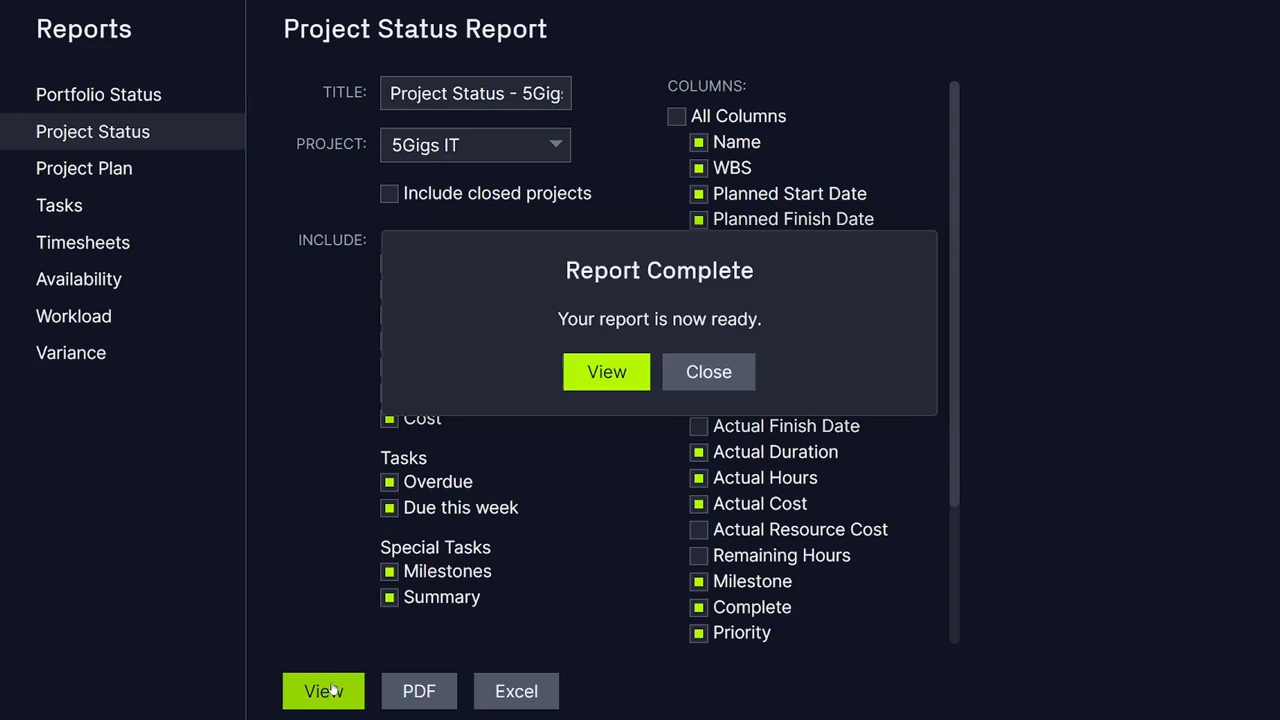 Reports
Portfolio Status
Project Status
Project Plan
Tasks
Timesheets
Availability
Workload
Variance
Project Status Report
TITLE: Project Status - 5Gigs
PROJECT: 5Gigs IT
Include closed projects
INCLUDE:
Cost
Tasks
Overdue
Due this week
Special Tasks
Milestones
Summary
COLUMNS:
All Columns
Name
WBS
Planned Start Date
Planned Finish Date
Actual Finish Date
Actual Duration
Actual Hours
Actual Cost
Actual Resource Cost
Remaining Hours
Milestone
Complete
Priority
Report Complete
Your report is now ready.
View Close
View PDF Excel